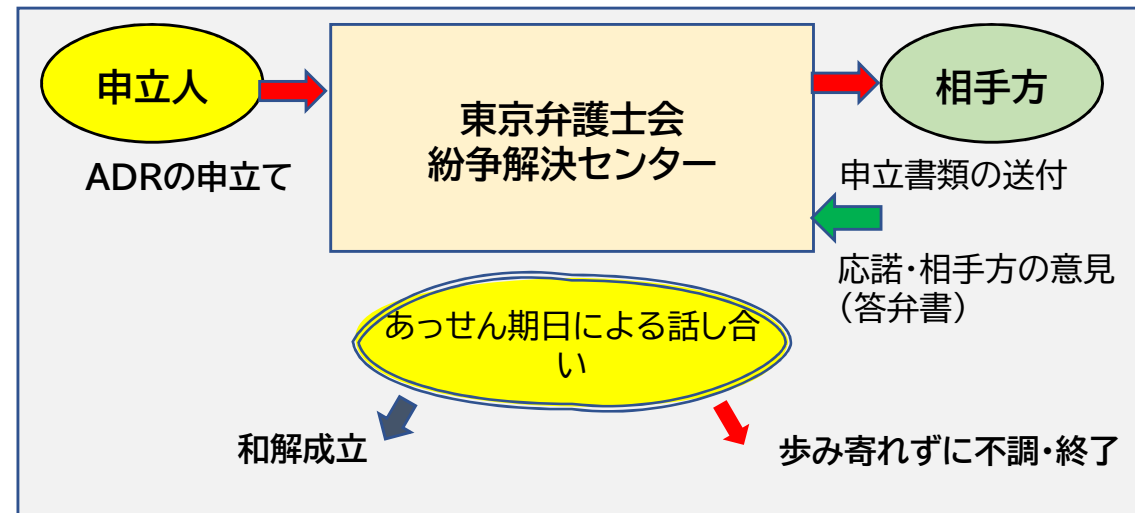 申立人
ADRの申立て
東京弁護士会
紛争解決センター
相手方
申立書類の送付
応諾・相手方の意見
(答弁書)
あっせん期日による話し合
い
和解成立
歩み寄れずに不調・終了